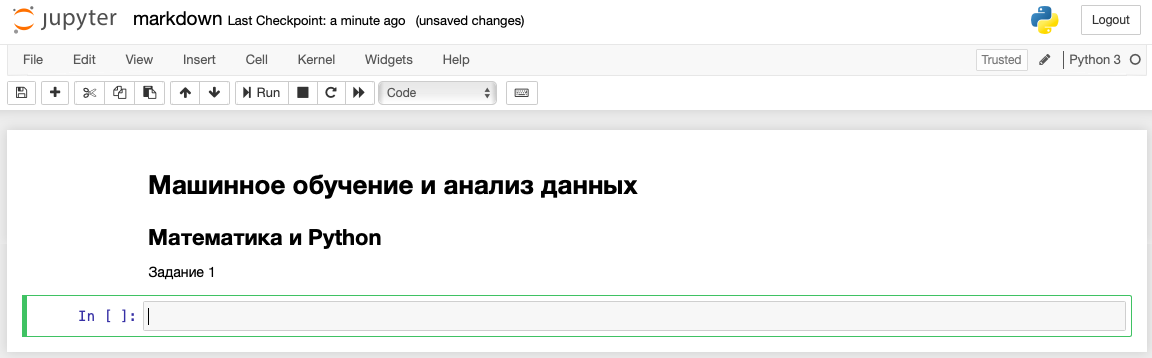 jupyter markdown Last Checkpoint: a minute ago (unsaved changes) Logout
File Edit View Insert Cell Kernel Widgets Help Trusted Python 3
Run Code
Машинное обучение и анализ данных
Математика и Python
Задание 1
In [ ]: